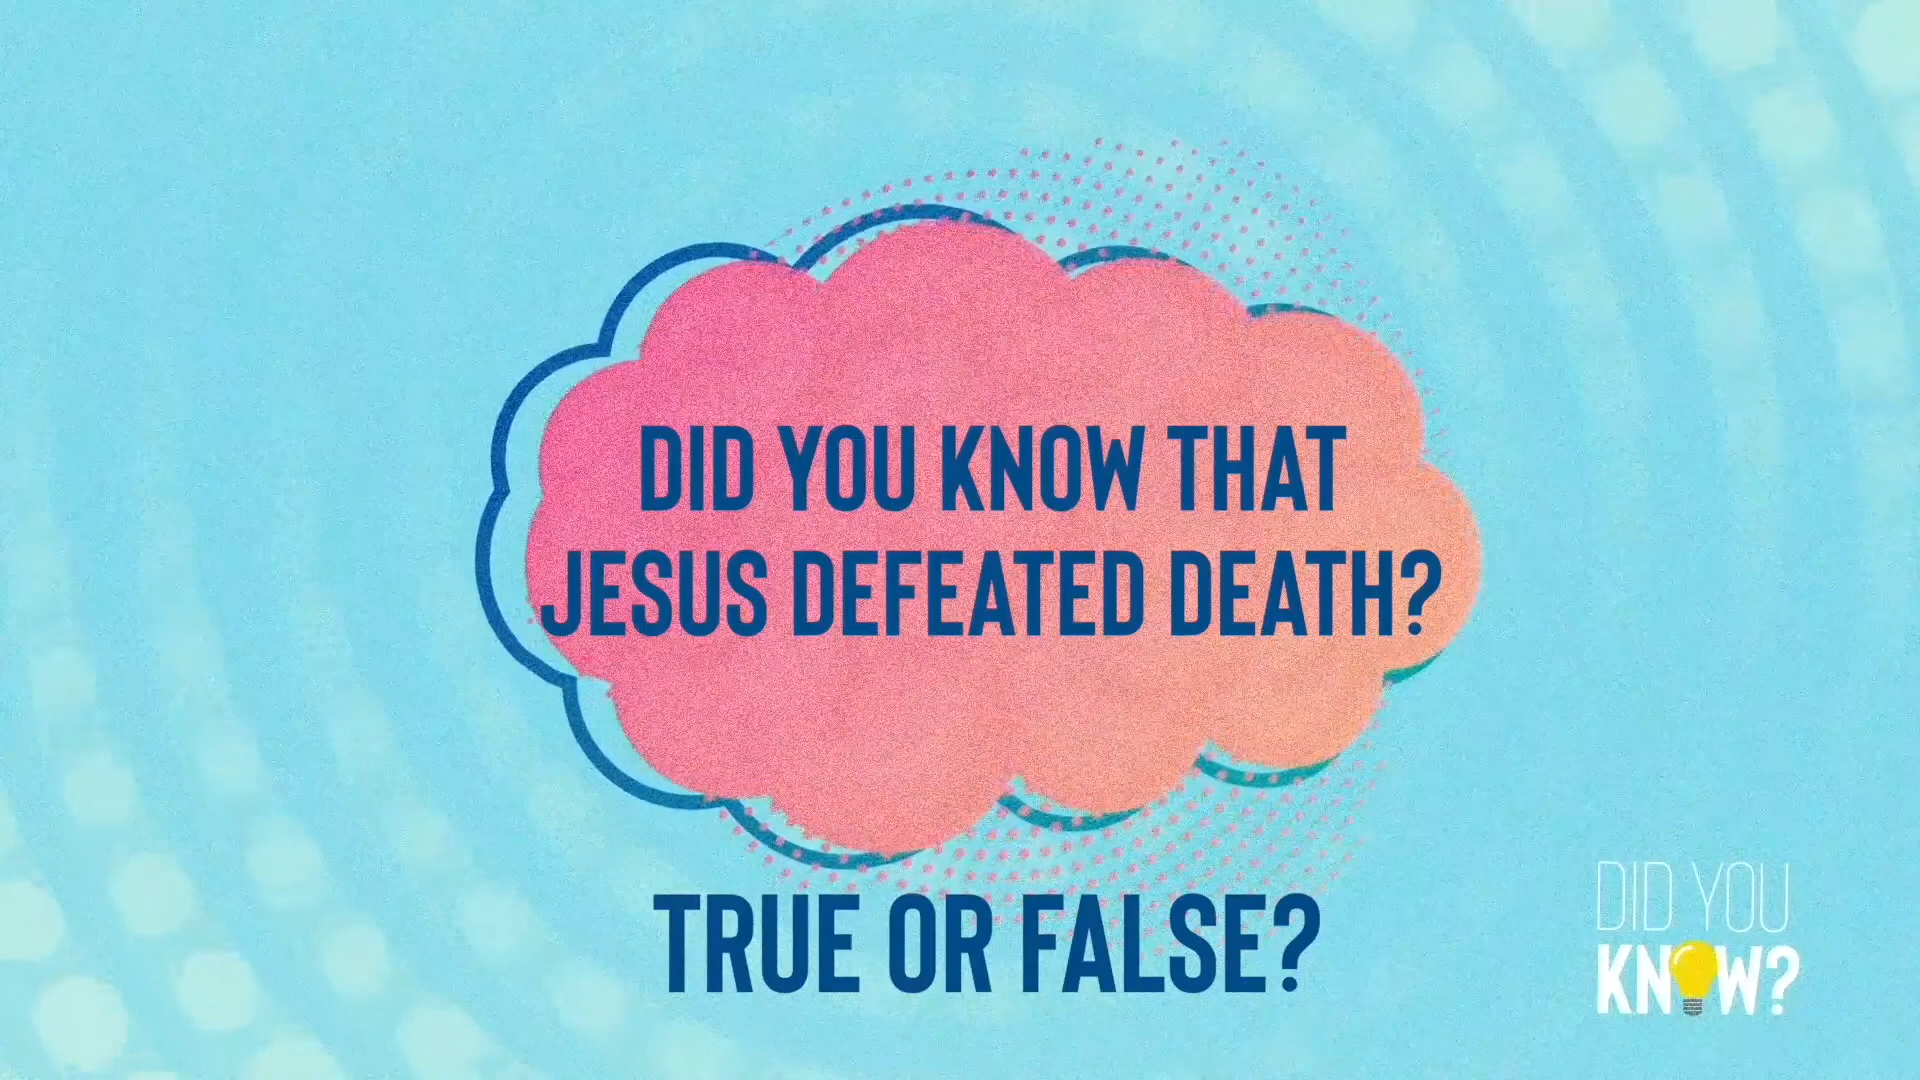 DID YOU KNOW THAT
JESUS DEFEATED DEATH?
TRUE OR FALSE?
DID YOU
KNOW?